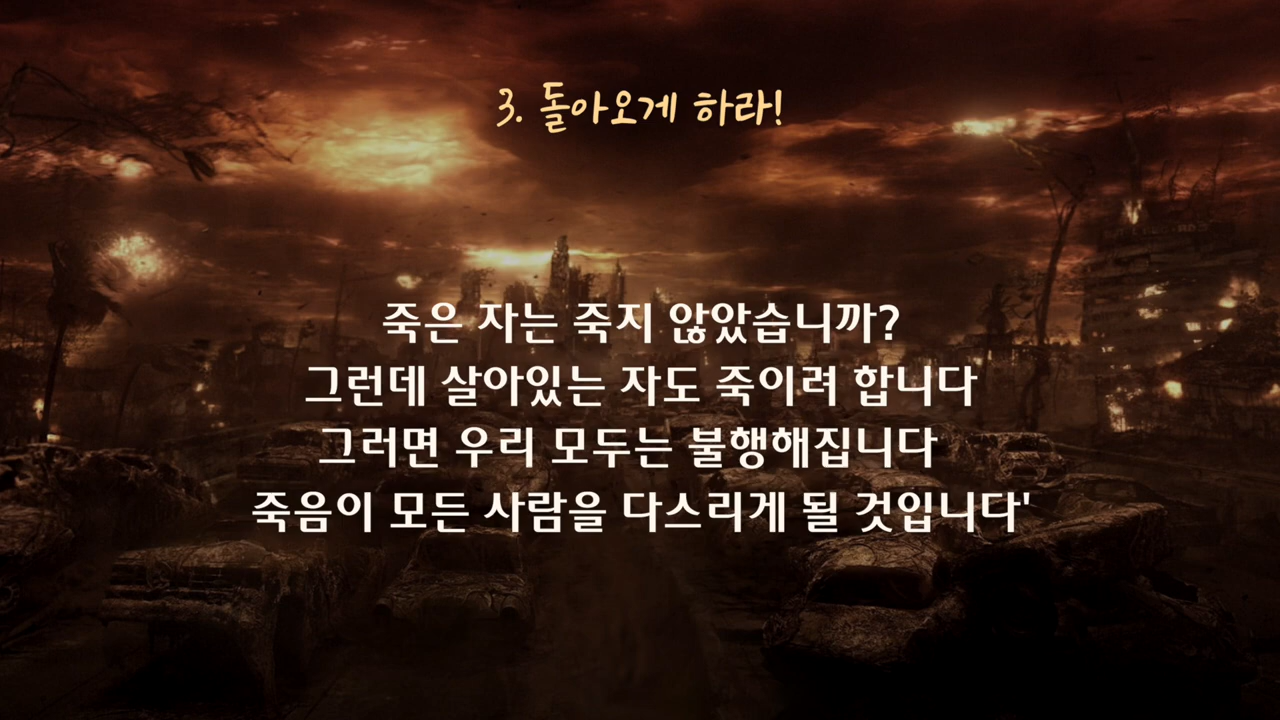 3. 돌아오게 하라!
죽은 자는 죽지 않았습니까?
그런데 살아있는 자도 죽이려 합니다
그러면 우리 모두는 불행해집니다
죽음이 모든 사람을 다스리게 될 것입니다'